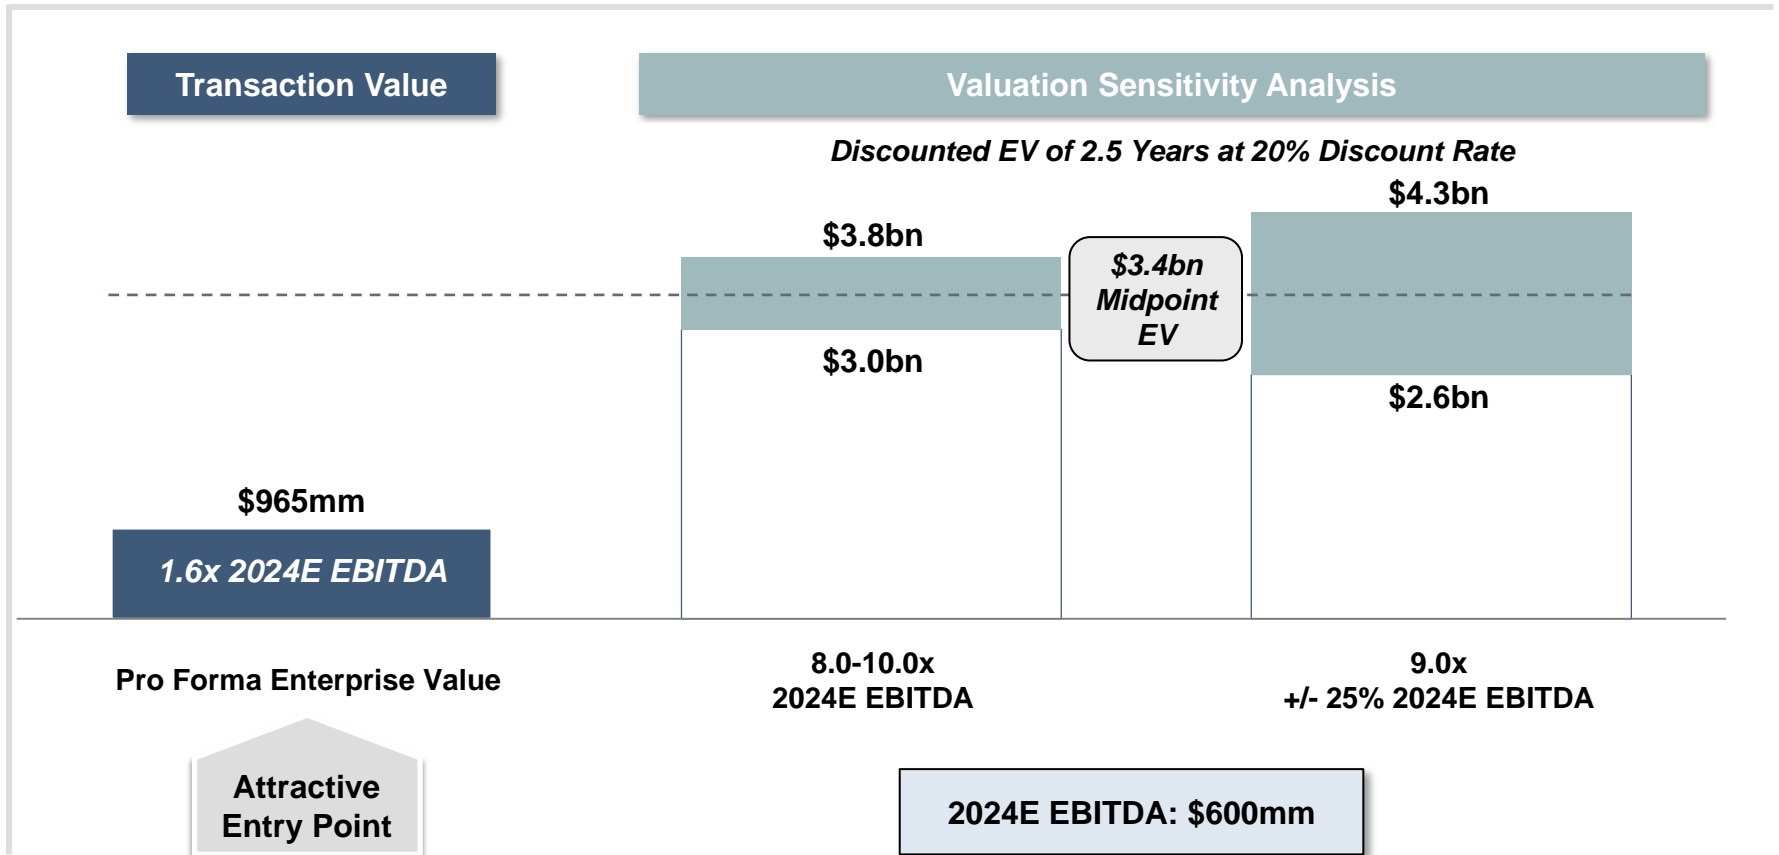 Transaction Value
Valuation Sensitivity Analysis
Discounted EV of 2.5 Years at 20% Discount Rate
$4.3bn
$3.8bn
$3.4bn
Midpoint
EV
$3.0bn
$2.6bn
$965mm
1.6x 2024E EBITDA
Pro Forma Enterprise Value
8.0-10.0x
2024E EBITDA
9.0x
+/- 25% 2024E EBITDA
Attractive
Entry Point
2024E EBITDA: $600mm